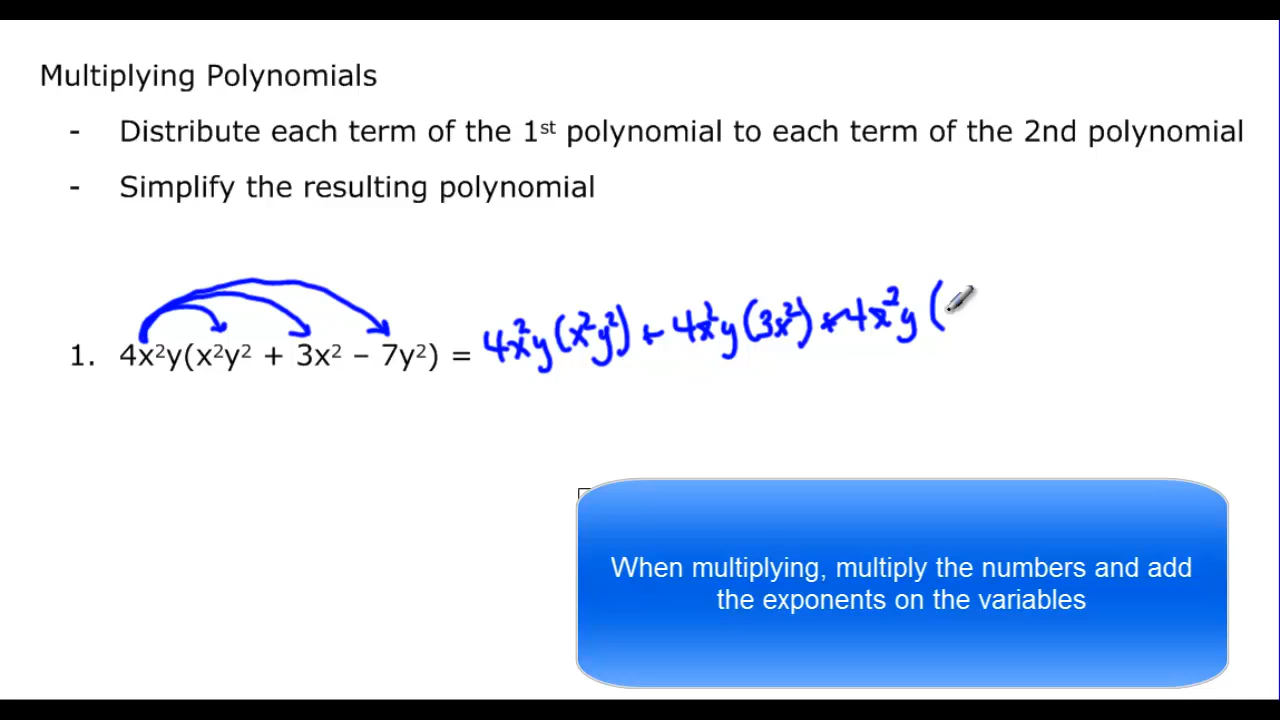 Multiplying Polynomials
- Distribute each term of the 1st polynomial to each term of the 2nd polynomial
- Simplify the resulting polynomial
1. 4x²y(x²y² + 3x² – 7y²) = 4x²y(x²y²) + 4x²y(3x²) + 4x²y(
When multiplying, multiply the numbers and add
the exponents on the variables